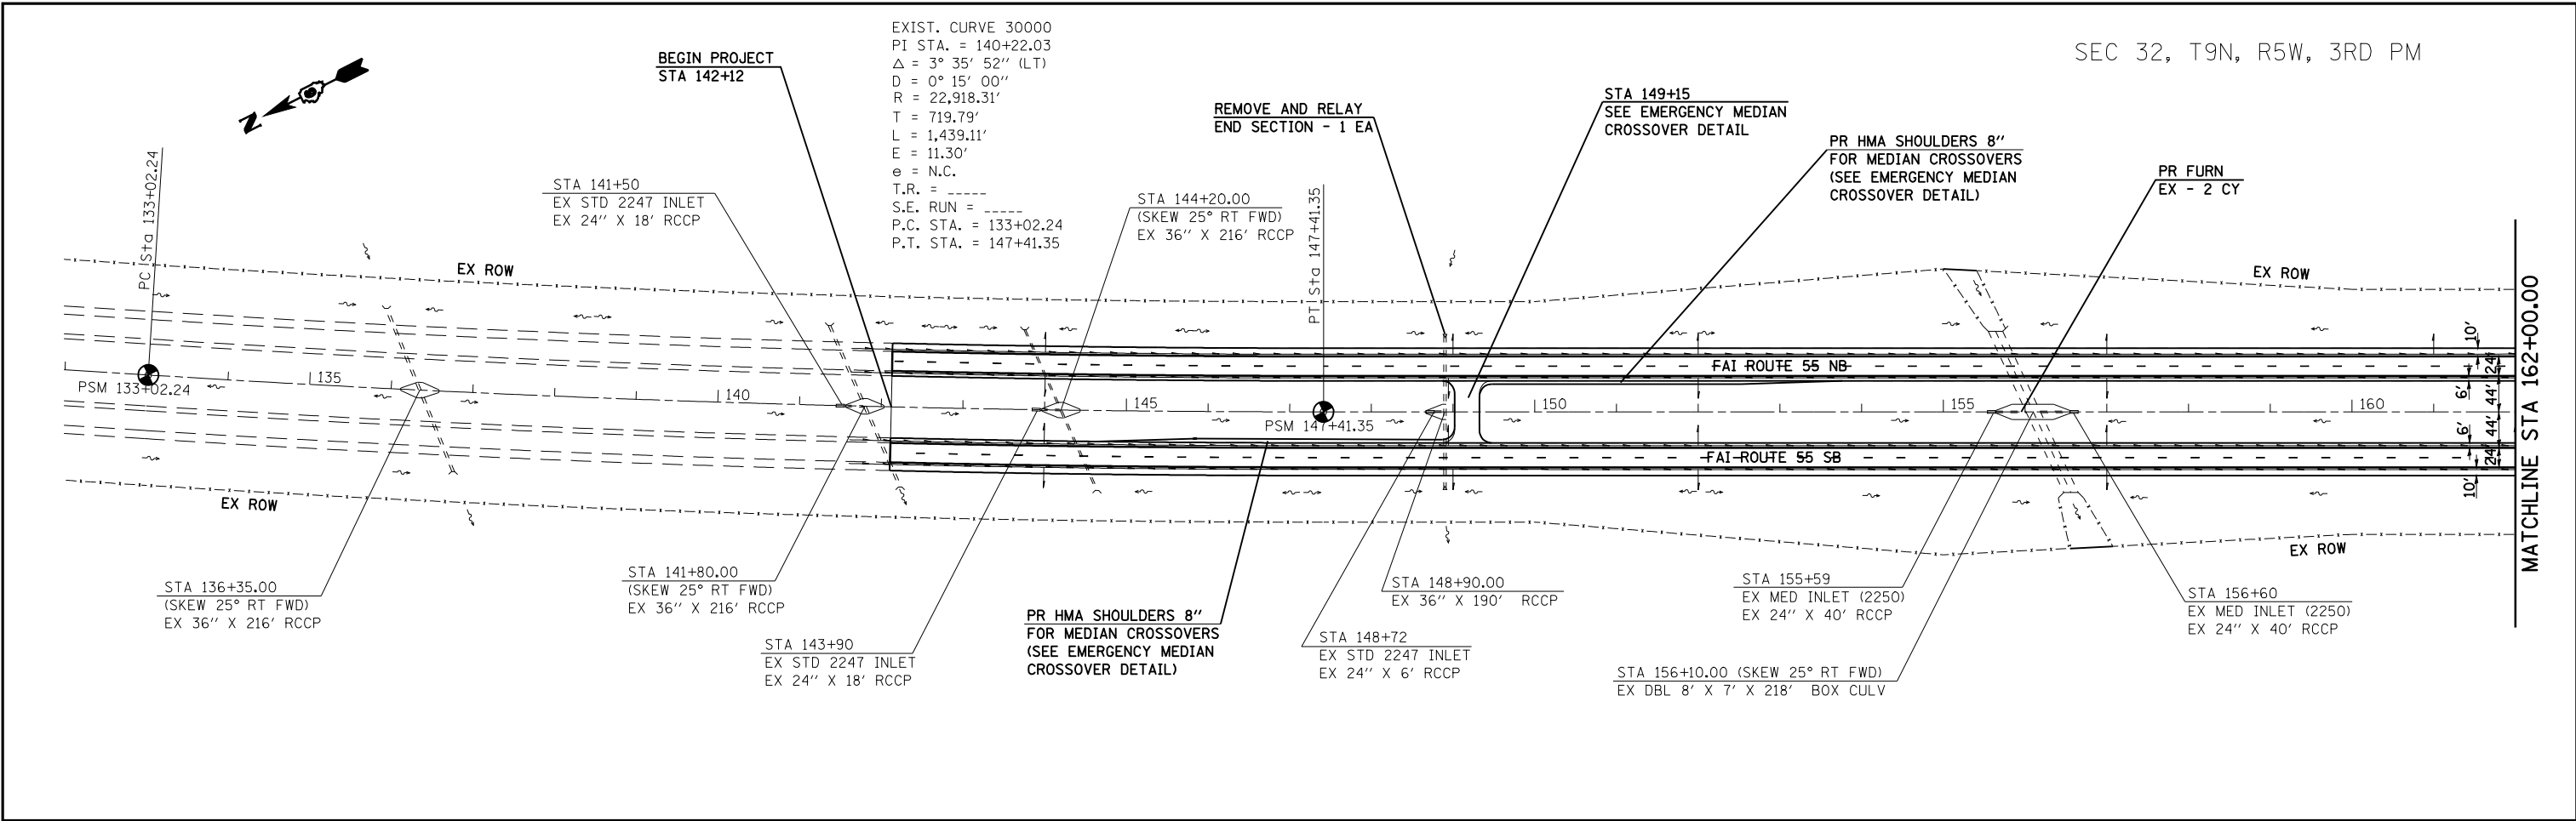 SEC 32, T9N, R5W, 3RD PM
N
BEGIN PROJECT
STA 142+12
EXIST. CURVE 30000
PI STA. = 140+22.03
△ = 3° 35' 52" (LT)
D = 0° 15' 00"
R = 22,918.31'
T = 719.79'
L = 1,439.11'
E = 11.30'
e = N.C.
T.R. = _____
S.E. RUN = _____
P.C. STA. = 133+02.24
P.T. STA. = 147+41.35
REMOVE AND RELAY
END SECTION - 1 EA
STA 149+15
SEE EMERGENCY MEDIAN
CROSSOVER DETAIL
PR HMA SHOULDERS 8"
FOR MEDIAN CROSSOVERS
(SEE EMERGENCY MEDIAN
CROSSOVER DETAIL)
PR FURN
EX - 2 CY
PC Sta 133+02.24
STA 141+50
EX STD 2247 INLET
EX 24" X 18' RCCP
STA 144+20.00
(SKEW 25° RT FWD)
EX 36" X 216' RCCP
PT Sta 147+41.35
EX ROW
EX ROW
MATCHLINE STA 162+00.00
10'
24'
6'
44'
44'
6'
24'
10'
FAI ROUTE 55 NB
PSM 133+02.24
135
140
145
150
155
160
PSM 147+41.35
FAI ROUTE 55 SB
EX ROW
EX ROW
STA 136+35.00
(SKEW 25° RT FWD)
EX 36" X 216' RCCP
STA 141+80.00
(SKEW 25° RT FWD)
EX 36" X 216' RCCP
STA 143+90
EX STD 2247 INLET
EX 24" X 18' RCCP
PR HMA SHOULDERS 8"
FOR MEDIAN CROSSOVERS
(SEE EMERGENCY MEDIAN
CROSSOVER DETAIL)
STA 148+90.00
EX 36" X 190' RCCP
STA 148+72
EX STD 2247 INLET
EX 24" X 6' RCCP
STA 155+59
EX MED INLET (2250)
EX 24" X 40' RCCP
STA 156+10.00 (SKEW 25° RT FWD)
EX DBL 8' X 7' X 218' BOX CULV
STA 156+60
EX MED INLET (2250)
EX 24" X 40' RCCP